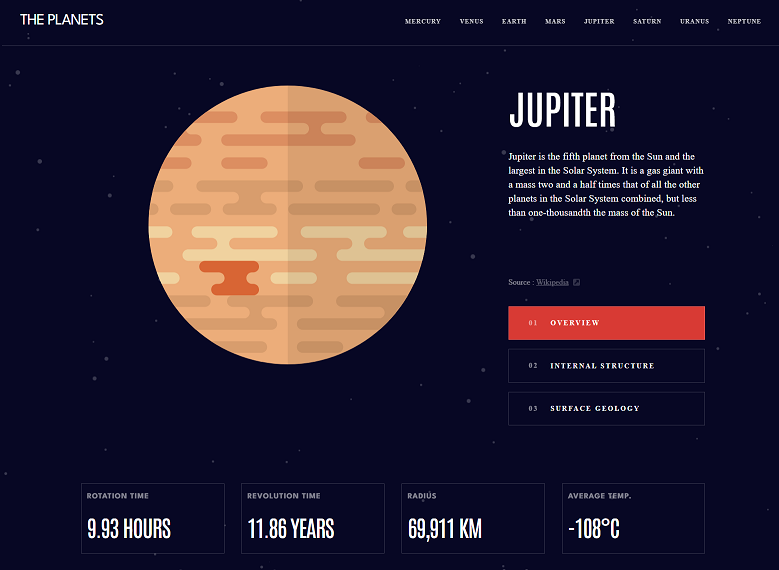 THE PLANETS
MERCURY VENUS EARTH MARS JUPITER SATURN URANUS NEPTUNE
JUPITER
Jupiter is the fifth planet from the Sun and the
largest in the Solar System. It is a gas giant with
a mass two and a half times that of all the other
planets in the Solar System combined, but less
than one-thousandth the mass of the Sun.
Source : Wikipedia
01 OVERVIEW
02 INTERNAL STRUCTURE
03 SURFACE GEOLOGY
ROTATION TIME
9.93 HOURS
REVOLUTION TIME
11.86 YEARS
RADIUS
69,911 KM
AVERAGE TEMP.
-108°C